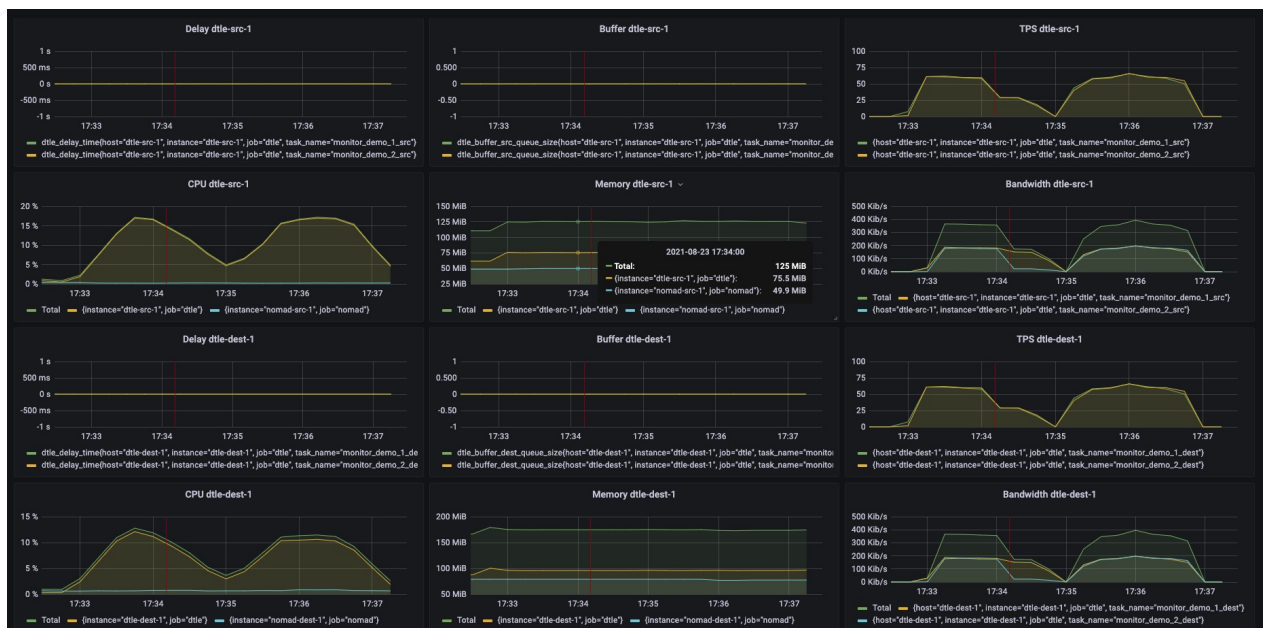 Delay dtle-src-1
1 s
500 ms
0 s
-500 ms
-1 s
17:33 17:34 17:35 17:36 17:37
dtle_delay_time{host="dtle-src-1", instance="dtle-src-1", job="dtle", task_name="monitor_demo_1_src"}
dtle_delay_time{host="dtle-src-1", instance="dtle-src-1", job="dtle", task_name="monitor_demo_2_src"}
Buffer dtle-src-1
1
0.500
0
-0.50
-1
17:33 17:34 17:35 17:36 17:37
dtle_buffer_src_queue_size{host="dtle-src-1", instance="dtle-src-1", job="dtle", task_name="monitor_de
dtle_buffer_src_queue_size{host="dtle-src-1", instance="dtle-src-1", job="dtle", task_name="monitor_de
TPS dtle-src-1
100
75
50
25
0
17:33 17:34 17:35 17:36 17:37
{host="dtle-src-1", instance="dtle-src-1", job="dtle", task_name="monitor_demo_1_src"}
{host="dtle-src-1", instance="dtle-src-1", job="dtle", task_name="monitor_demo_2_src"}
CPU dtle-src-1
20 %
15 %
10 %
5 %
0 %
17:33 17:34 17:35 17:36 17:37
Total {instance="dtle-src-1", job="dtle"} {instance="nomad-src-1", job="nomad"}
Memory dtle-src-1
150 MiB
125 MiB
100 MiB
75 MiB
50 MiB
25 MiB
17:33 17:34
2021-08-23 17:34:00
Total: 125 MiB
{instance="dtle-src-1", job="dtle"}: 75.5 MiB
{instance="nomad-src-1", job="nomad"}: 49.9 MiB
Total {instance="dtle-src-1", job="dtle"} {instance="nomad-src-1", job="nomad"}
Bandwidth dtle-src-1
500 Kib/s
400 Kib/s
300 Kib/s
200 Kib/s
100 Kib/s
0 Kib/s
17:33 17:34 17:35 17:36 17:37
Total {host="dtle-src-1", instance="dtle-src-1", job="dtle", task_name="monitor_demo_1_src"}
{host="dtle-src-1", instance="dtle-src-1", job="dtle", task_name="monitor_demo_2_src"}
Delay dtle-dest-1
1 s
500 ms
0 s
-500 ms
-1 s
17:33 17:34 17:35 17:36 17:37
dtle_delay_time{host="dtle-dest-1", instance="dtle-dest-1", job="dtle", task_name="monitor_demo_1_de
dtle_delay_time{host="dtle-dest-1", instance="dtle-dest-1", job="dtle", task_name="monitor_demo_2_de
Buffer dtle-dest-1
1
0.500
0
-0.50
-1
17:33 17:34 17:35 17:36 17:37
dtle_buffer_dest_queue_size{host="dtle-dest-1", instance="dtle-dest-1", job="dtle", task_name="monitor
dtle_buffer_dest_queue_size{host="dtle-dest-1", instance="dtle-dest-1", job="dtle", task_name="monitor
TPS dtle-dest-1
100
75
50
25
0
17:33 17:34 17:35 17:36 17:37
{host="dtle-dest-1", instance="dtle-dest-1", job="dtle", task_name="monitor_demo_1_dest"}
{host="dtle-dest-1", instance="dtle-dest-1", job="dtle", task_name="monitor_demo_2_dest"}
CPU dtle-dest-1
15 %
10 %
5 %
0 %
17:33 17:34 17:35 17:36 17:37
Total {instance="dtle-dest-1", job="dtle"} {instance="nomad-dest-1", job="nomad"}
Memory dtle-dest-1
200 MiB
150 MiB
100 MiB
50 MiB
17:33 17:34 17:35 17:36 17:37
Total {instance="dtle-dest-1", job="dtle"} {instance="nomad-dest-1", job="nomad"}
Bandwidth dtle-dest-1
500 Kib/s
400 Kib/s
300 Kib/s
200 Kib/s
100 Kib/s
0 Kib/s
17:33 17:34 17:35 17:36 17:37
Total {host="dtle-dest-1", instance="dtle-dest-1", job="dtle", task_name="monitor_demo_1_dest"}
{host="dtle-dest-1", instance="dtle-dest-1", job="dtle", task_name="monitor_demo_2_dest"}